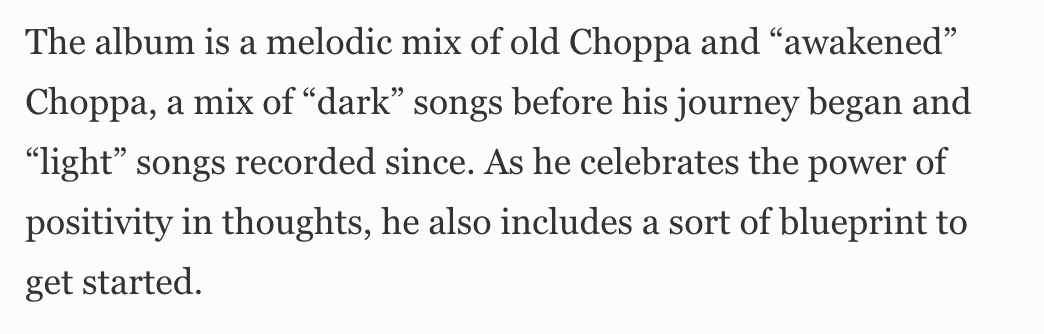 The album is a melodic mix of old Choppa and “awakened”
Choppa, a mix of “dark” songs before his journey began and
“light” songs recorded since. As he celebrates the power of
positivity in thoughts, he also includes a sort of blueprint to
get started.